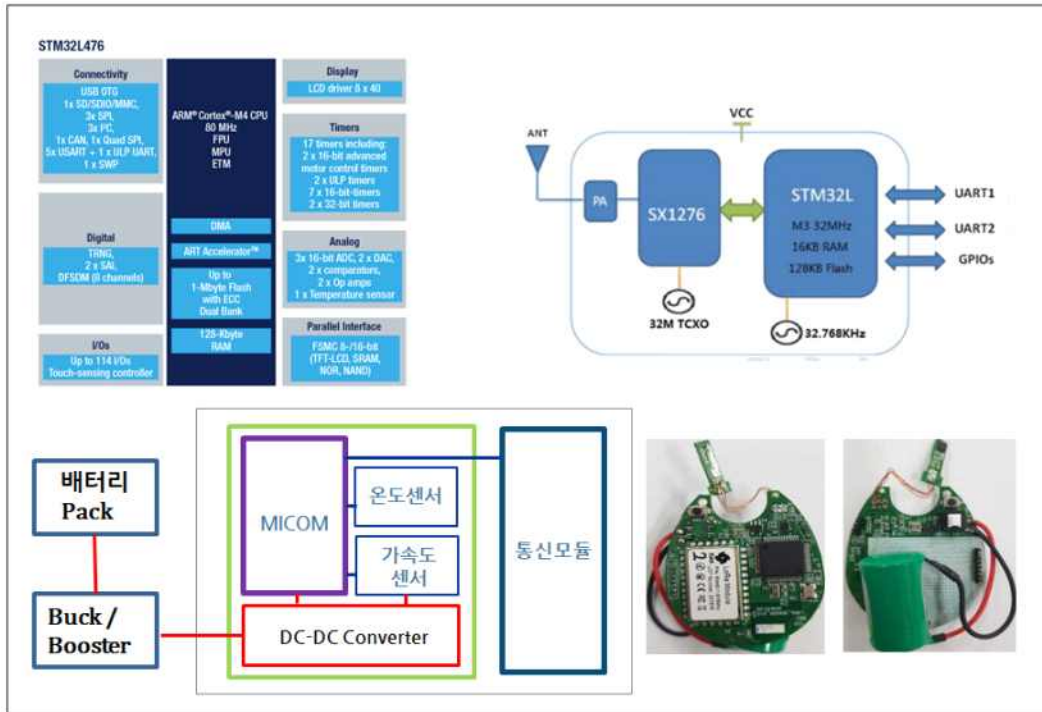 STM32L476
Connectivity
USB OTG
1x SD/SDIO/MMC,
3x SPI,
3x I²C,
1x CAN, 1x Quad SPI,
5x USART + 1 x ULP UART,
1 x SWP
Digital
TRNG,
2 x SAI,
DFSDM (8 channels)
I/Os
Up to 114 I/Os
Touch-sensing controller
ARM® Cortex®-M4 CPU
80 MHz
FPU
MPU
ETM
DMA
ART Accelerator™
Up to
1-Mbyte Flash
with ECC
Dual Bank
128-Kbyte
RAM
Display
LCD driver 8 x 40
Timers
17 timers including:
2 x 16-bit advanced
motor control timers
2 x ULP timers
7 x 16-bit-timers
2 x 32-bit timers
Analog
3x 16-bit ADC, 2 x DAC,
2 x comparators,
2 x Op amps
1 x Temperature sensor
Parallel Interface
FSMC 8-/16-bit
(TFT-LCD, SRAM,
NOR, NAND)
VCC
ANT
PA
SX1276
STM32L
M3 32MHz
16KB RAM
128KB Flash
UART1
UART2
GPIOs
32M TCXO
32.768KHz
배터리
Pack
Buck /
Booster
MICOM
온도센서
가속도
센서
DC-DC Converter
통신모듈
LoRa Module